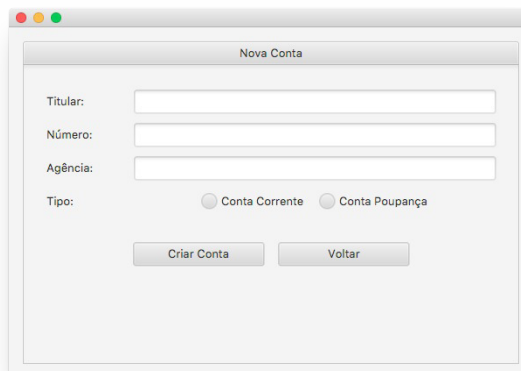 Nova Conta
Titular:
Número:
Agência:
Tipo: Conta Corrente Conta Poupança
Criar Conta Voltar